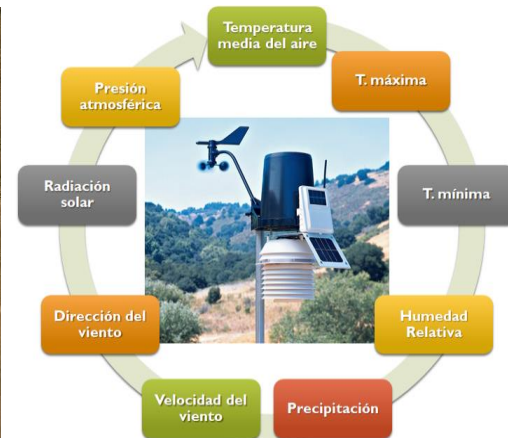 Temperatura
media del aire
T. máxima
T. mínima
Humedad
Relativa
Precipitación
Velocidad del
viento
Dirección del
viento
Radiación
solar
Presión
atmosférica